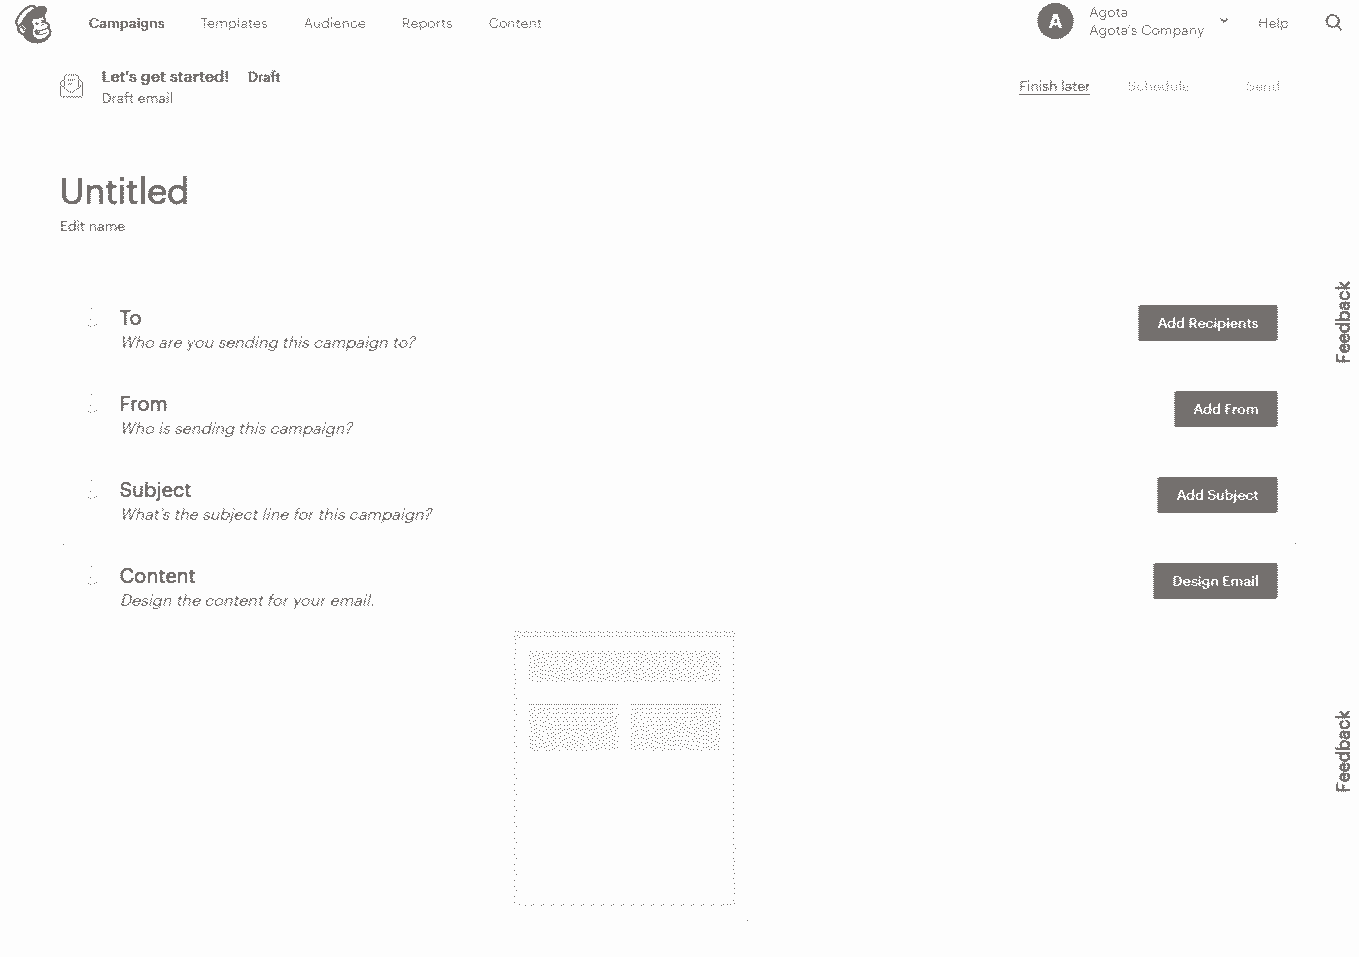 Campaigns Templates Audience Reports Content
A
Agota
Agota's Company
Help
Let's get started! Draft
Draft email
Finish later Schedule Send
Untitled
Edit name
To
Who are you sending this campaign to?
Add Recipients
From
Who is sending this campaign?
Add From
Subject
What's the subject line for this campaign?
Add Subject
Content
Design the content for your email.
Design Email
Feedback
Feedback